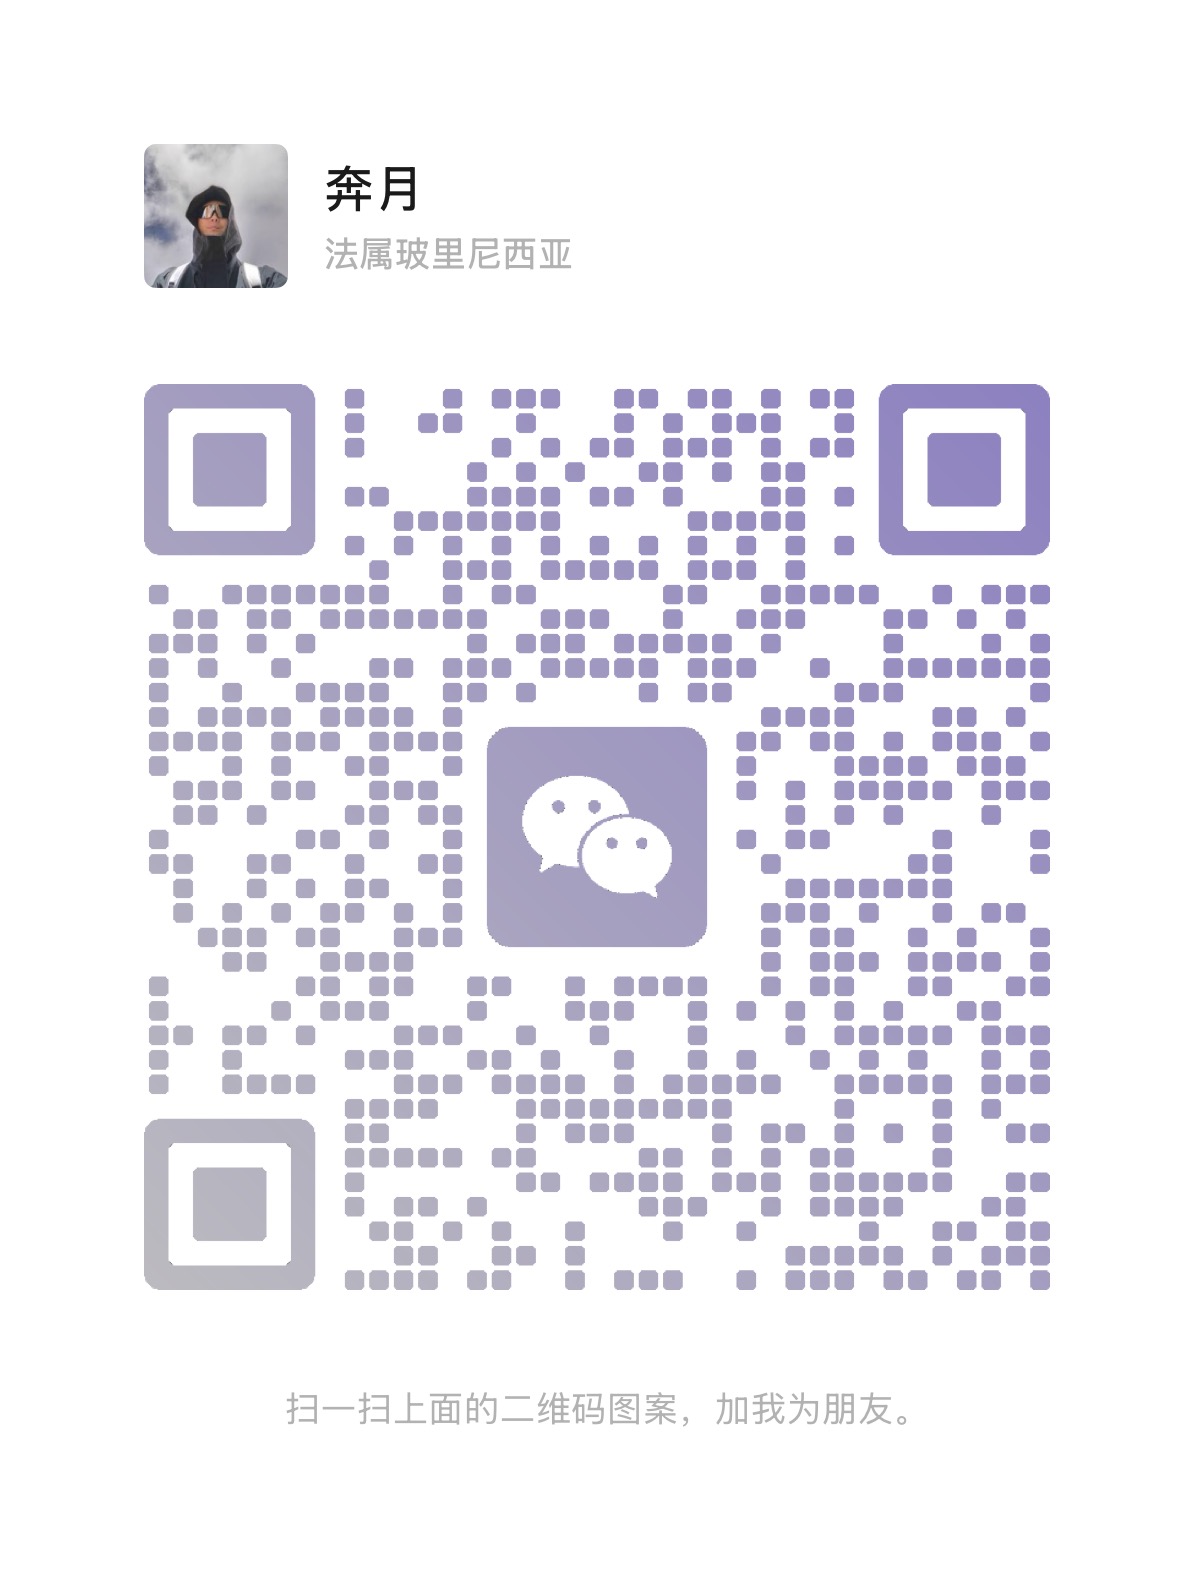 奔月
法属玻里尼西亚
扫一扫上面的二维码图案，加我为朋友。